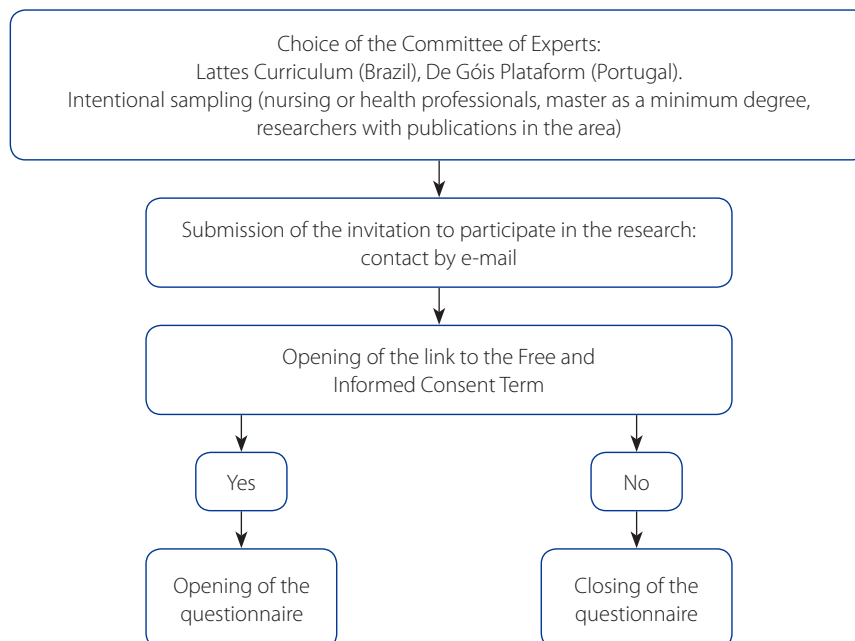 Choice of the Committee of Experts:
Lattes Curriculum (Brazil), De Góis Plataform (Portugal).
Intentional sampling (nursing or health professionals, master as a minimum degree,
researchers with publications in the area)
Submission of the invitation to participate in the research:
contact by e-mail
Opening of the link to the Free and
Informed Consent Term
Yes
No
Opening of the
questionnaire
Closing of the
questionnaire